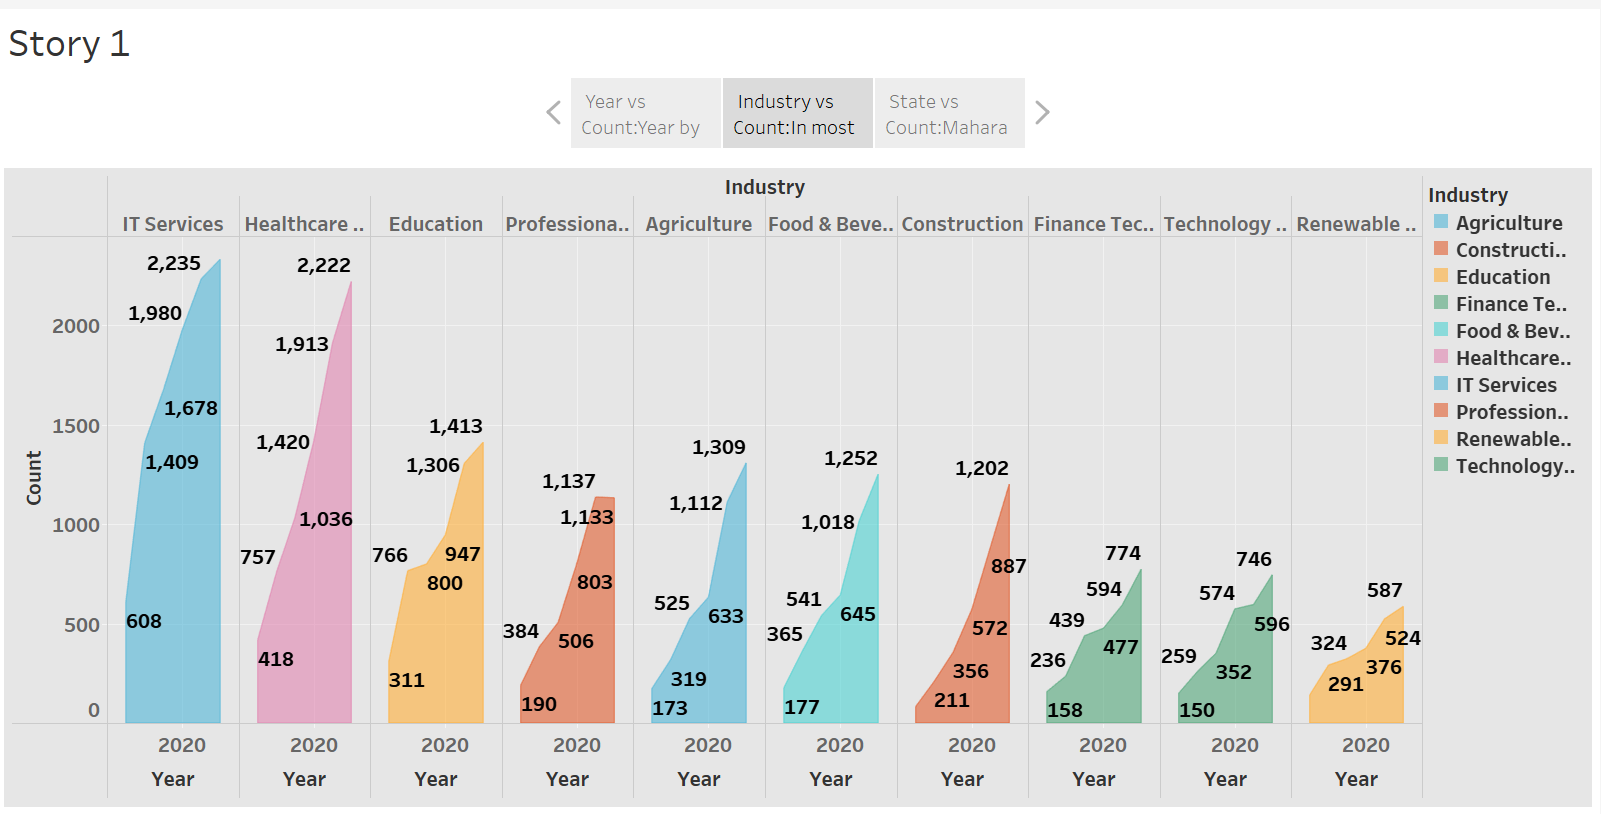 Story 1
Year vs
Count:Year by
Industry vs
Count:In most
State vs
Count:Mahara
Industry
IT Services
Healthcare ..
Education
Professiona..
Agriculture
Food & Beve..
Construction
Finance Tec..
Technology ..
Renewable ..
Count
2000
1500
1000
500
0
2,235
1,980
1,678
1,409
608
2,222
1,913
1,420
1,036
757
418
1,413
1,306
947
766
800
311
1,137
1,133
803
384
506
190
1,309
1,112
525
633
319
173
1,252
1,018
541
645
365
177
1,202
887
572
356
211
774
594
439
477
236
158
746
574
596
259
352
150
587
524
324
376
291
2020
2020
2020
2020
2020
2020
2020
2020
2020
2020
Year
Year
Year
Year
Year
Year
Year
Year
Year
Year
Industry
Agriculture
Constructi..
Education
Finance Te..
Food & Bev..
Healthcare..
IT Services
Profession..
Renewable..
Technology..